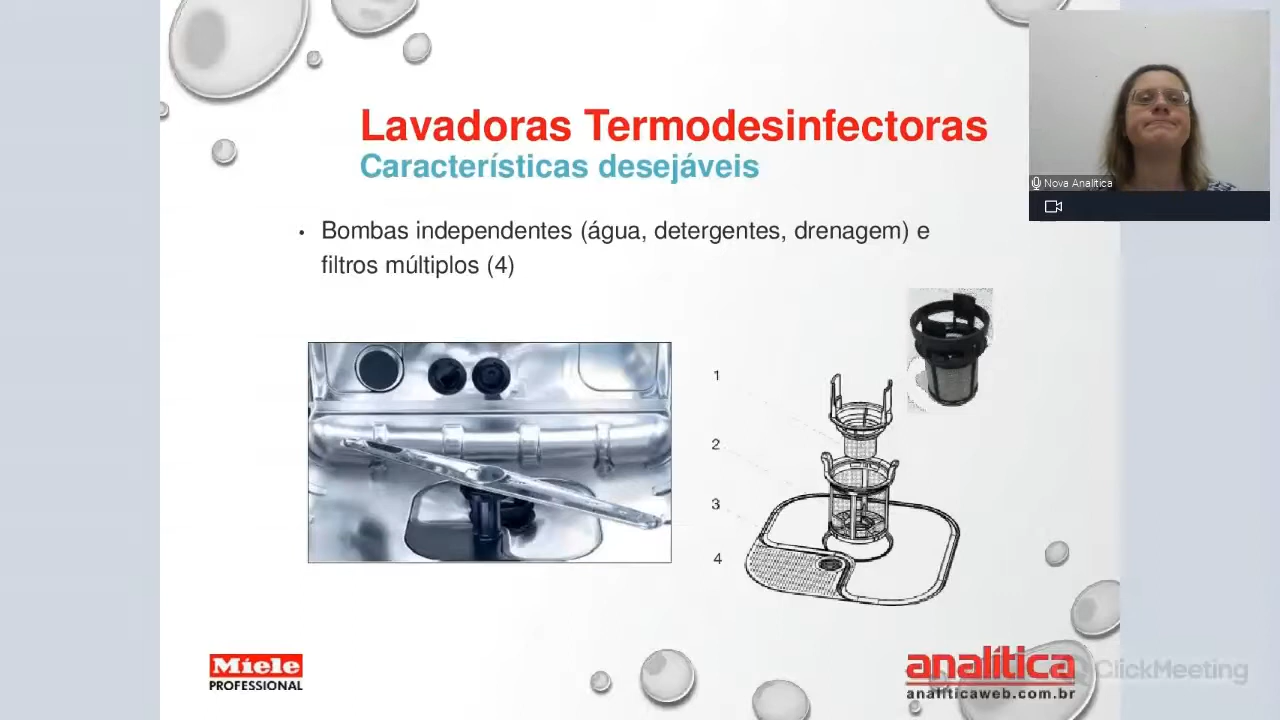 Lavadoras Termodesinfectoras
Características desejáveis
Nova Analitica
• Bombas independentes (água, detergentes, drenagem) e
filtros múltiplos (4)
1
2
3
4
Miele
PROFESSIONAL
analítica
analiticaweb.com.br
ClickMeeting